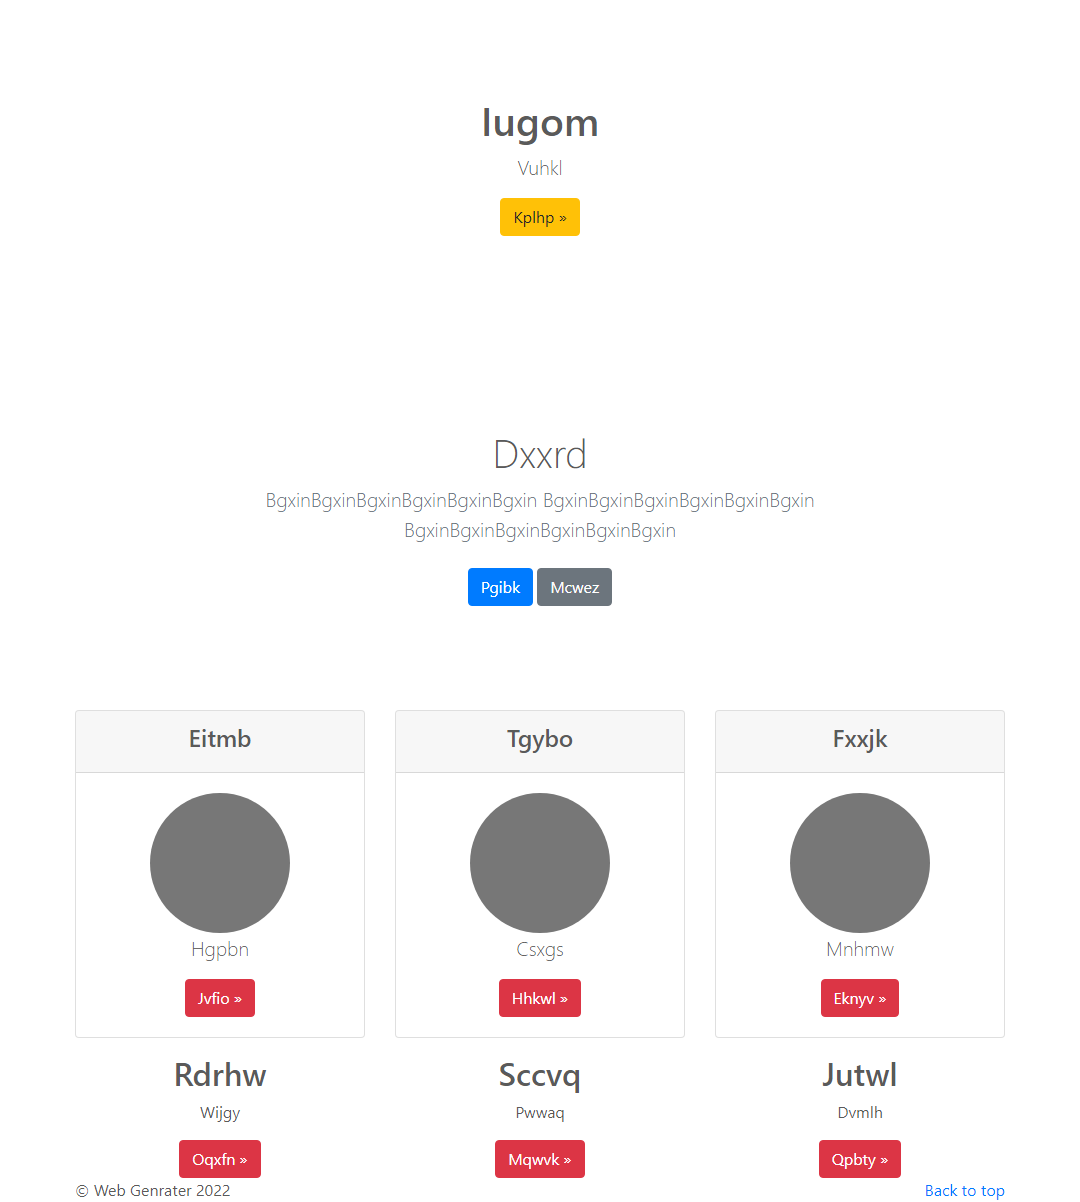 Iugom
Vuhkl
Kplhp »
Dxxrd
BgxinBgxinBgxinBgxinBgxinBgxin BgxinBgxinBgxinBgxinBgxinBgxin
BgxinBgxinBgxinBgxinBgxinBgxin
Pgibk Mcwez
Eitmb Tgybo Fxxjk
Hgpbn Csxgs Mnhmw
Jvfio » Hhkwl » Eknyv »
Rdrhw Sccvq Jutwl
Wijgy Pwwaq Dvmlh
Oqxfn » Mqwvk » Qpbty »
© Web Genrater 2022 Back to top